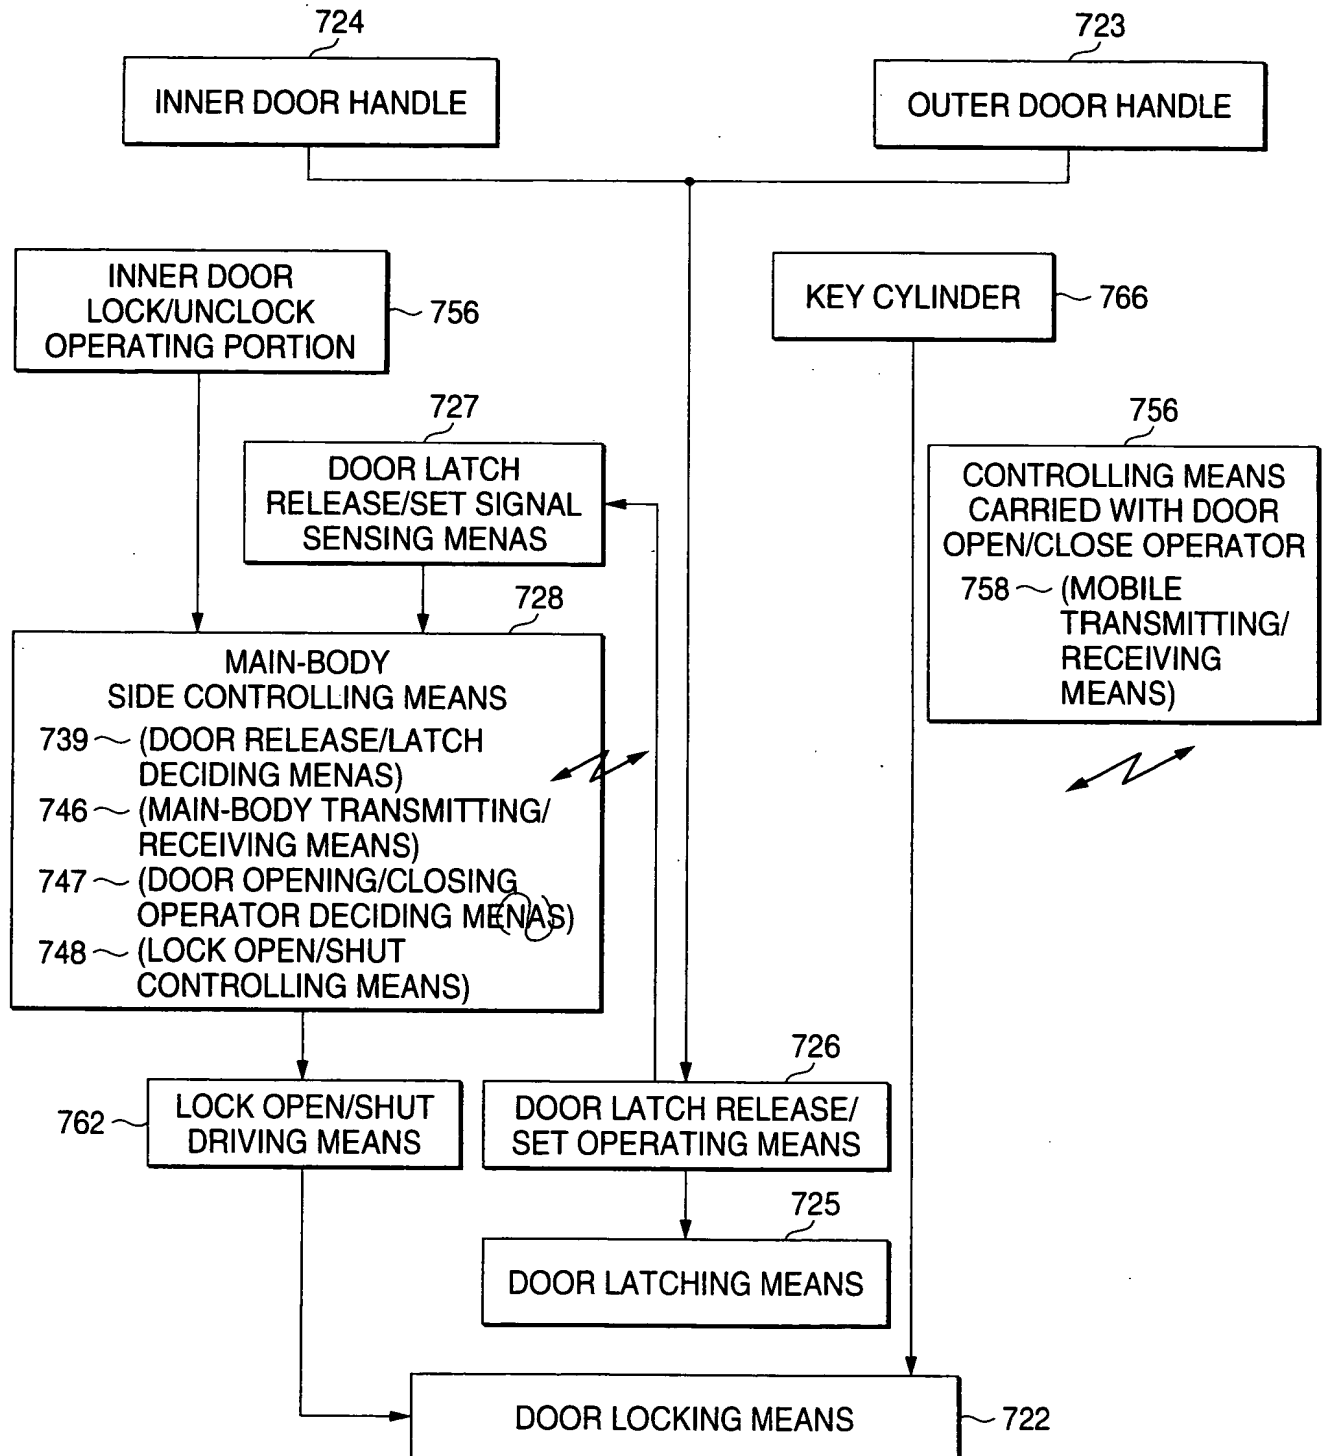 724
INNER DOOR HANDLE
723
OUTER DOOR HANDLE
INNER DOOR
LOCK/UNCLOCK
OPERATING PORTION
756
KEY CYLINDER
766
727
DOOR LATCH
RELEASE/SET SIGNAL
SENSING MENAS
756
CONTROLLING MEANS
CARRIED WITH DOOR
OPEN/CLOSE OPERATOR
758 (MOBILE
TRANSMITTING/
RECEIVING
MEANS)
728
MAIN-BODY
SIDE CONTROLLING MEANS
739 (DOOR RELEASE/LATCH
DECIDING MENAS)
746 (MAIN-BODY TRANSMITTING/
RECEIVING MEANS)
747 (DOOR OPENING/CLOSING
OPERATOR DECIDING MENAS)
748 (LOCK OPEN/SHUT
CONTROLLING MEANS)
762
LOCK OPEN/SHUT
DRIVING MEANS
726
DOOR LATCH RELEASE/
SET OPERATING MEANS
725
DOOR LATCHING MEANS
DOOR LOCKING MEANS
722